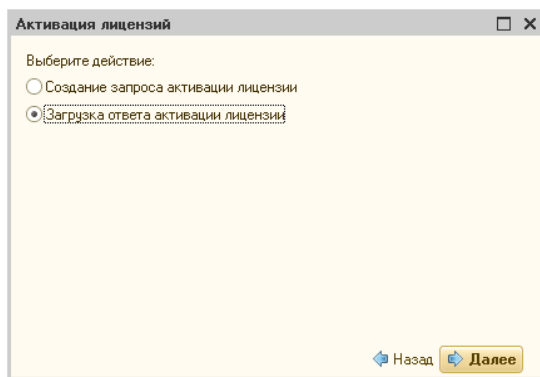 Активация лицензий
Выберите действие:
Создание запроса активации лицензии
Загрузка ответа активации лицензии
Назад Далее